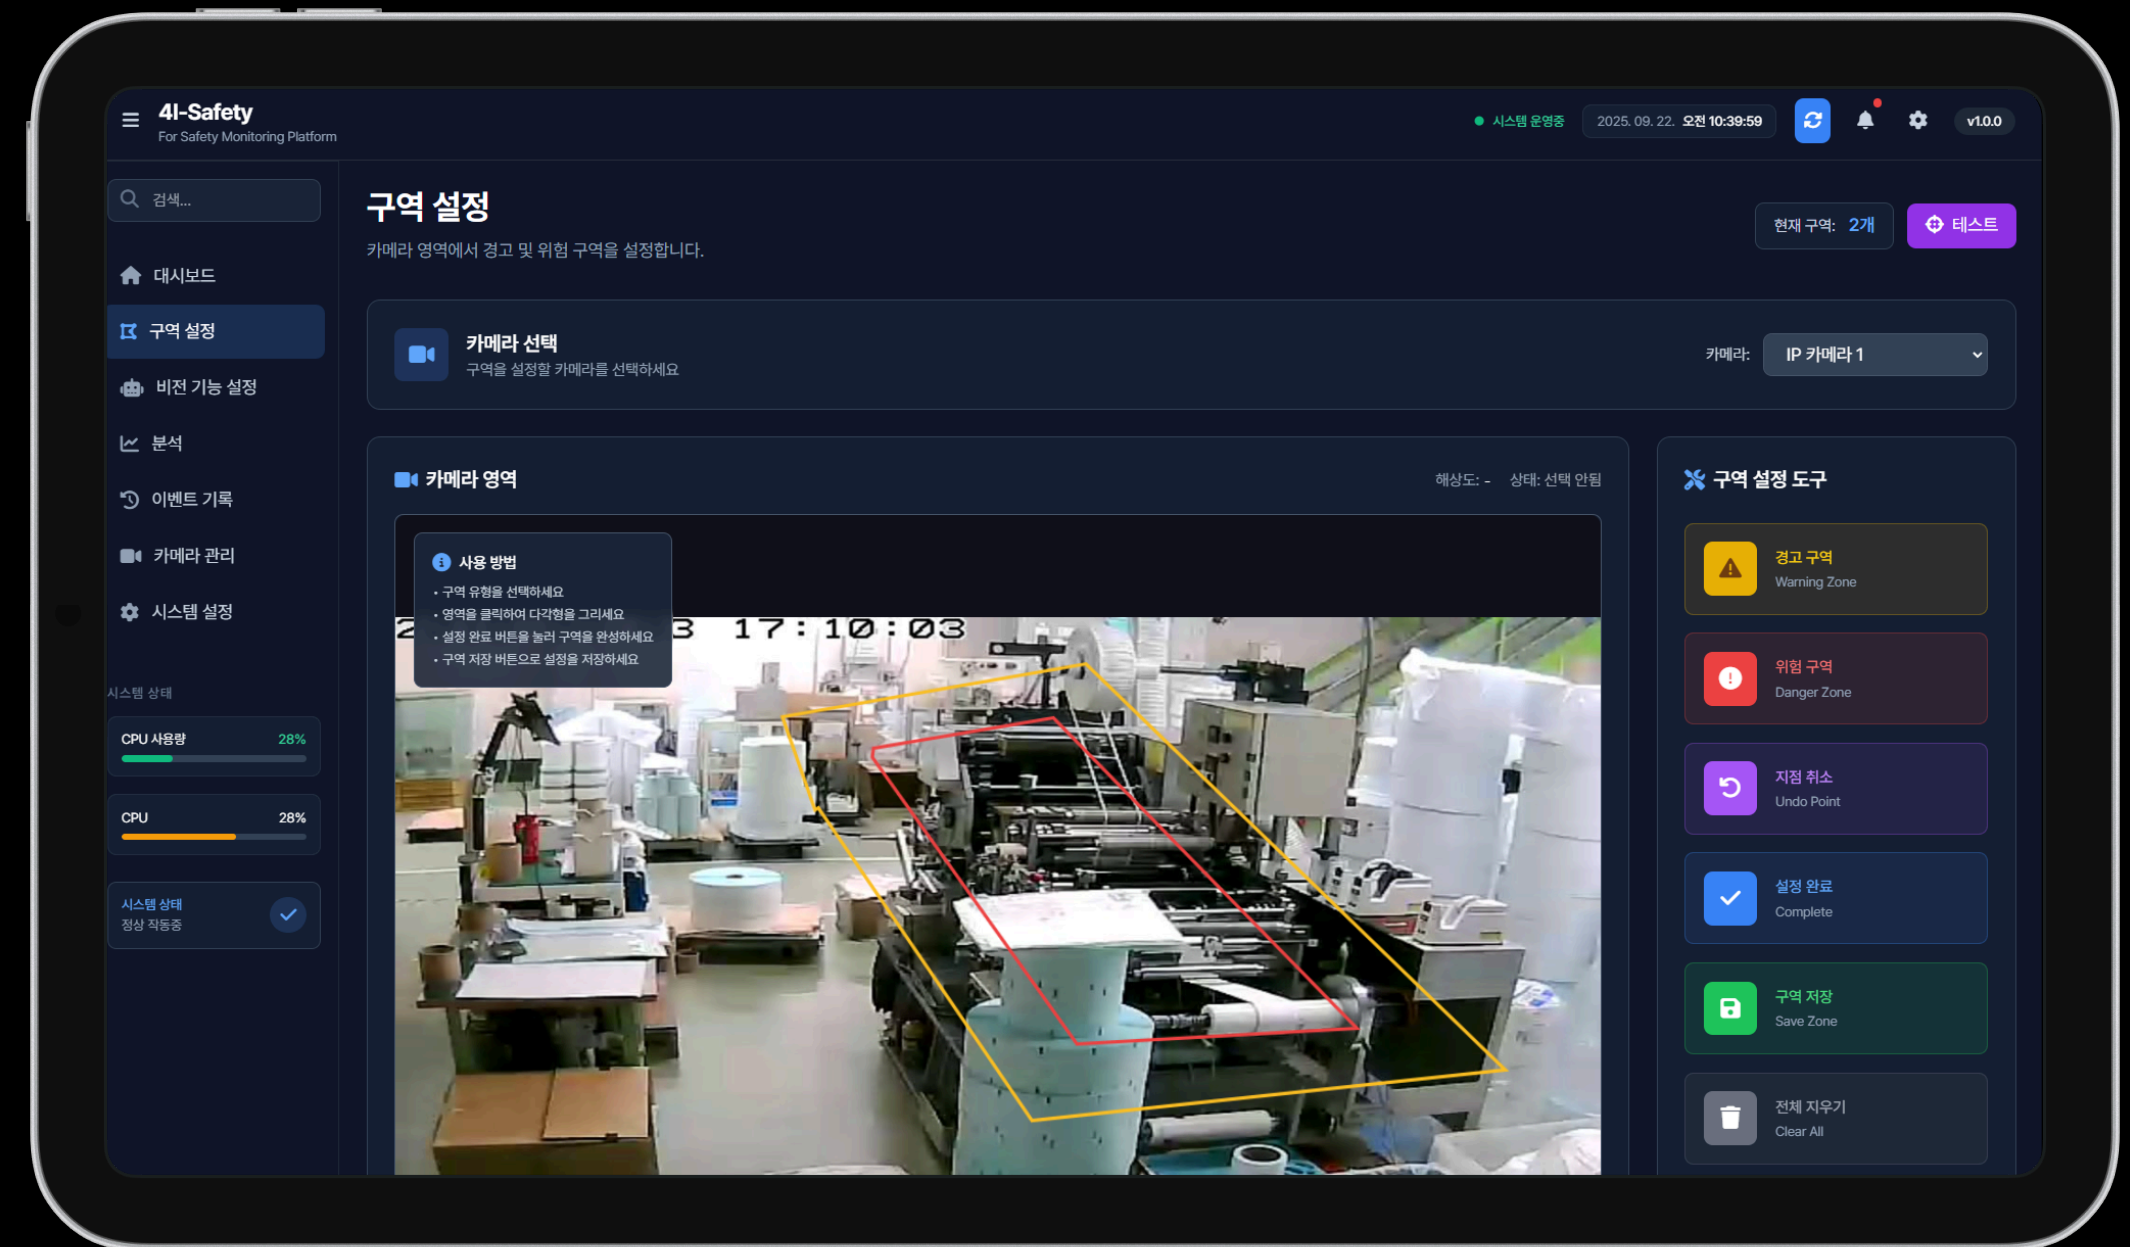 4I-Safety
For Safety Monitoring Platform
시스템 운영중
2025. 09. 22. 오전 10:39:59
v1.0.0
검색...
대시보드
구역 설정
비전 기능 설정
분석
이벤트 기록
카메라 관리
시스템 설정
시스템 상태
CPU 사용량 28%
CPU 28%
시스템 상태
정상 작동중
구역 설정
카메라 영역에서 경고 및 위험 구역을 설정합니다.
현재 구역: 2개
테스트
카메라 선택
구역을 설정할 카메라를 선택하세요
카메라: IP 카메라 1
카메라 영역
해상도: - 상태: 선택 안됨
사용 방법
• 구역 유형을 선택하세요
• 영역을 클릭하여 다각형을 그리세요
• 설정 완료 버튼을 눌러 구역을 완성하세요
• 구역 저장 버튼으로 설정을 저장하세요
2 3 17:10:03
구역 설정 도구
경고 구역
Warning Zone
위험 구역
Danger Zone
지점 취소
Undo Point
설정 완료
Complete
구역 저장
Save Zone
전체 지우기
Clear All